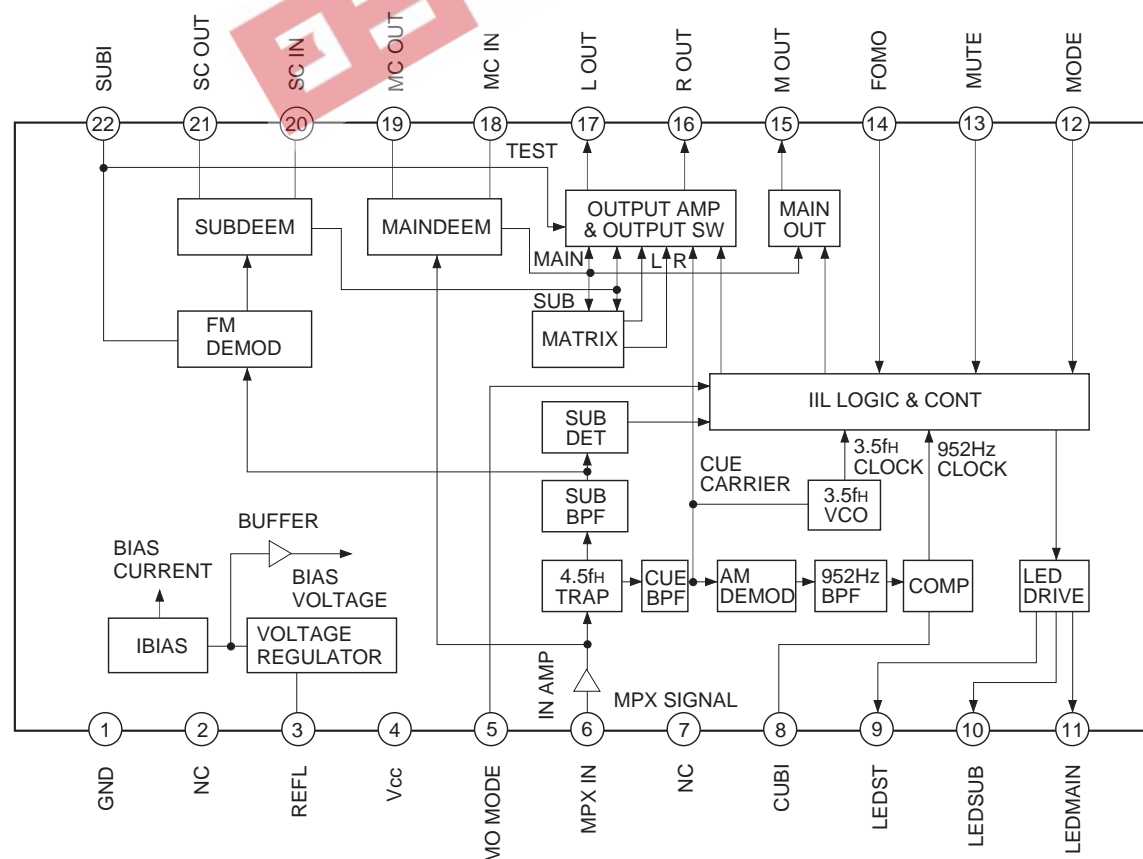 SUBI
SC OUT
SC IN
MC OUT
MC IN
L OUT
R OUT
M OUT
FOMO
MUTE
MODE
22
21
20
19
18
17
16
15
14
13
12
TEST
SUBDEEM
MAINDEEM
OUTPUT AMP
& OUTPUT SW
MAIN
OUT
MAIN
L
R
SUB
FM
DEMOD
MATRIX
IIL LOGIC & CONT
SUB
DET
3.5fH
CLOCK
952Hz
CLOCK
CUE
CARRIER
SUB
BPF
3.5fH
VCO
BUFFER
BIAS
CURRENT
BIAS
VOLTAGE
4.5fH
TRAP
CUE
BPF
AM
DEMOD
952Hz
BPF
COMP
LED
DRIVE
IBIAS
VOLTAGE
REGULATOR
IN AMP
MPX SIGNAL
1
2
3
4
5
6
7
8
9
10
11
GND
NC
REFL
Vcc
MO MODE
MPX IN
NC
CUBI
LEDST
LEDSUB
LEDMAIN